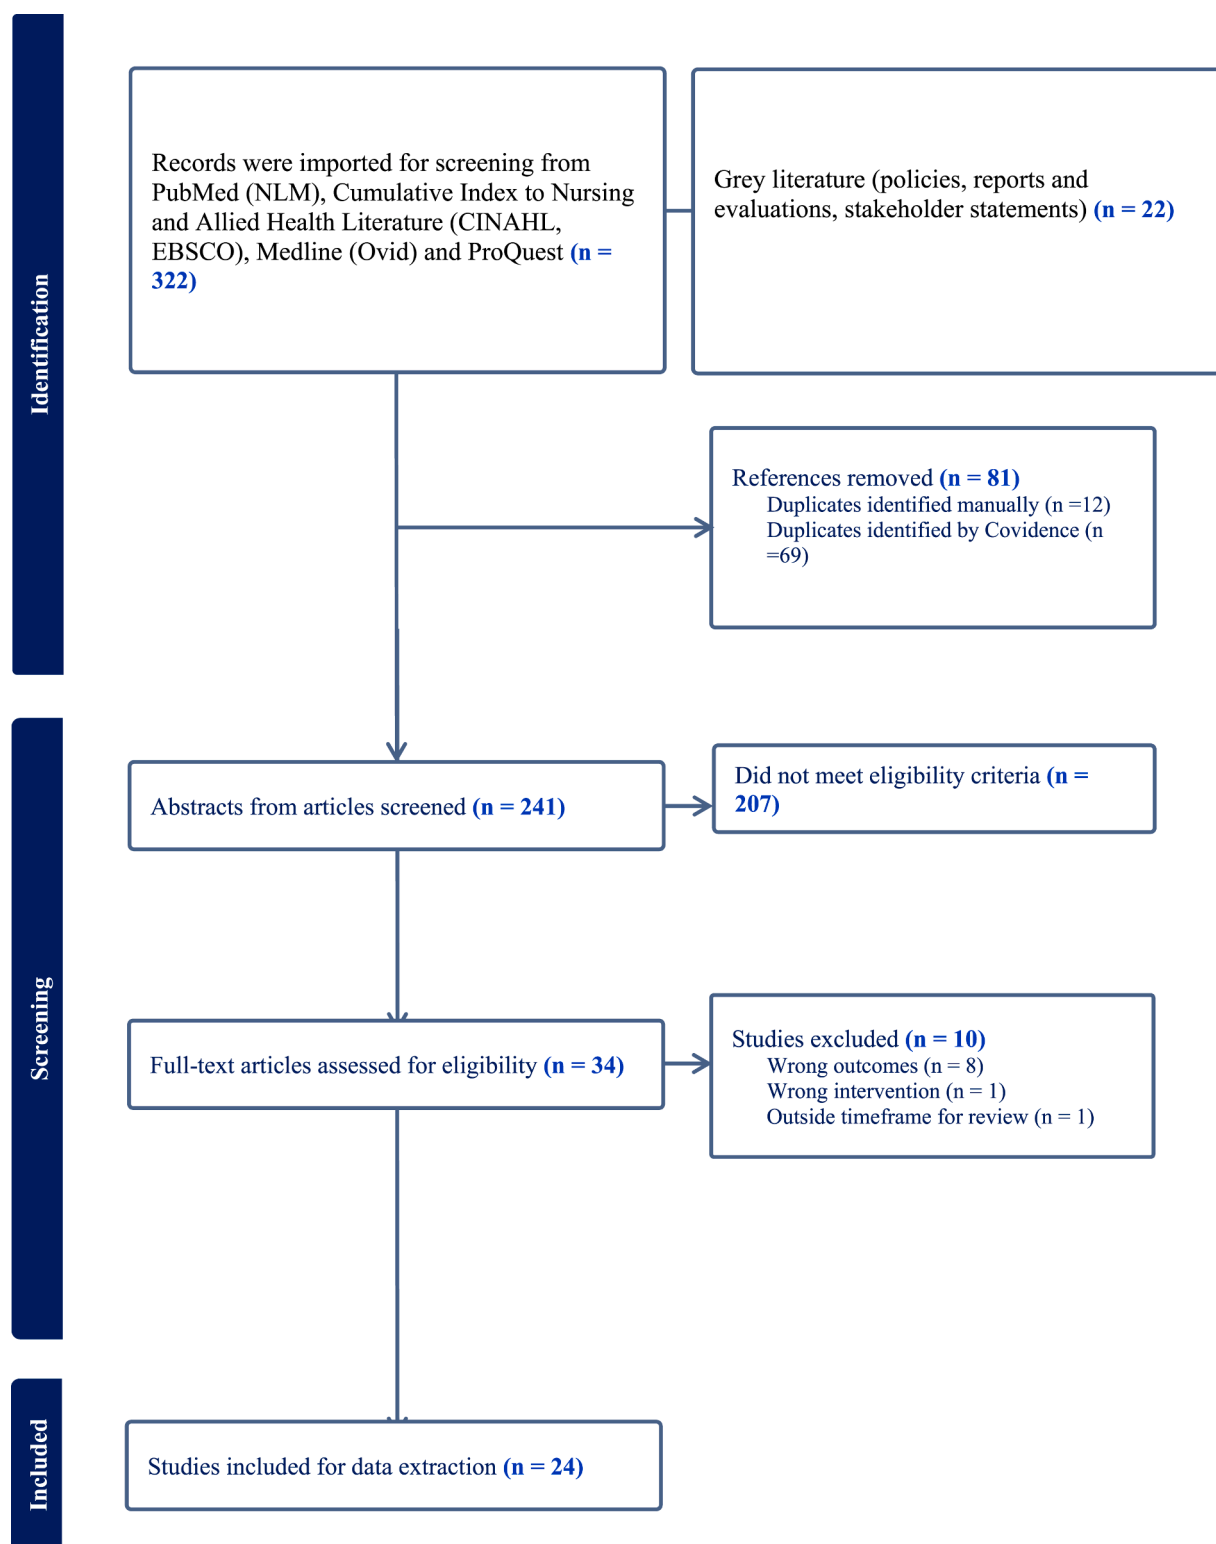 Identification
Records were imported for screening from
PubMed (NLM), Cumulative Index to Nursing
and Allied Health Literature (CINAHL,
EBSCO), Medline (Ovid) and ProQuest (n =
322)
Grey literature (policies, reports and
evaluations, stakeholder statements) (n = 22)
References removed (n = 81)
Duplicates identified manually (n =12)
Duplicates identified by Covidence (n
=69)
Screening
Abstracts from articles screened (n = 241)
Did not meet eligibility criteria (n =
207)
Full-text articles assessed for eligibility (n = 34)
Studies excluded (n = 10)
Wrong outcomes (n = 8)
Wrong intervention (n = 1)
Outside timeframe for review (n = 1)
Included
Studies included for data extraction (n = 24)